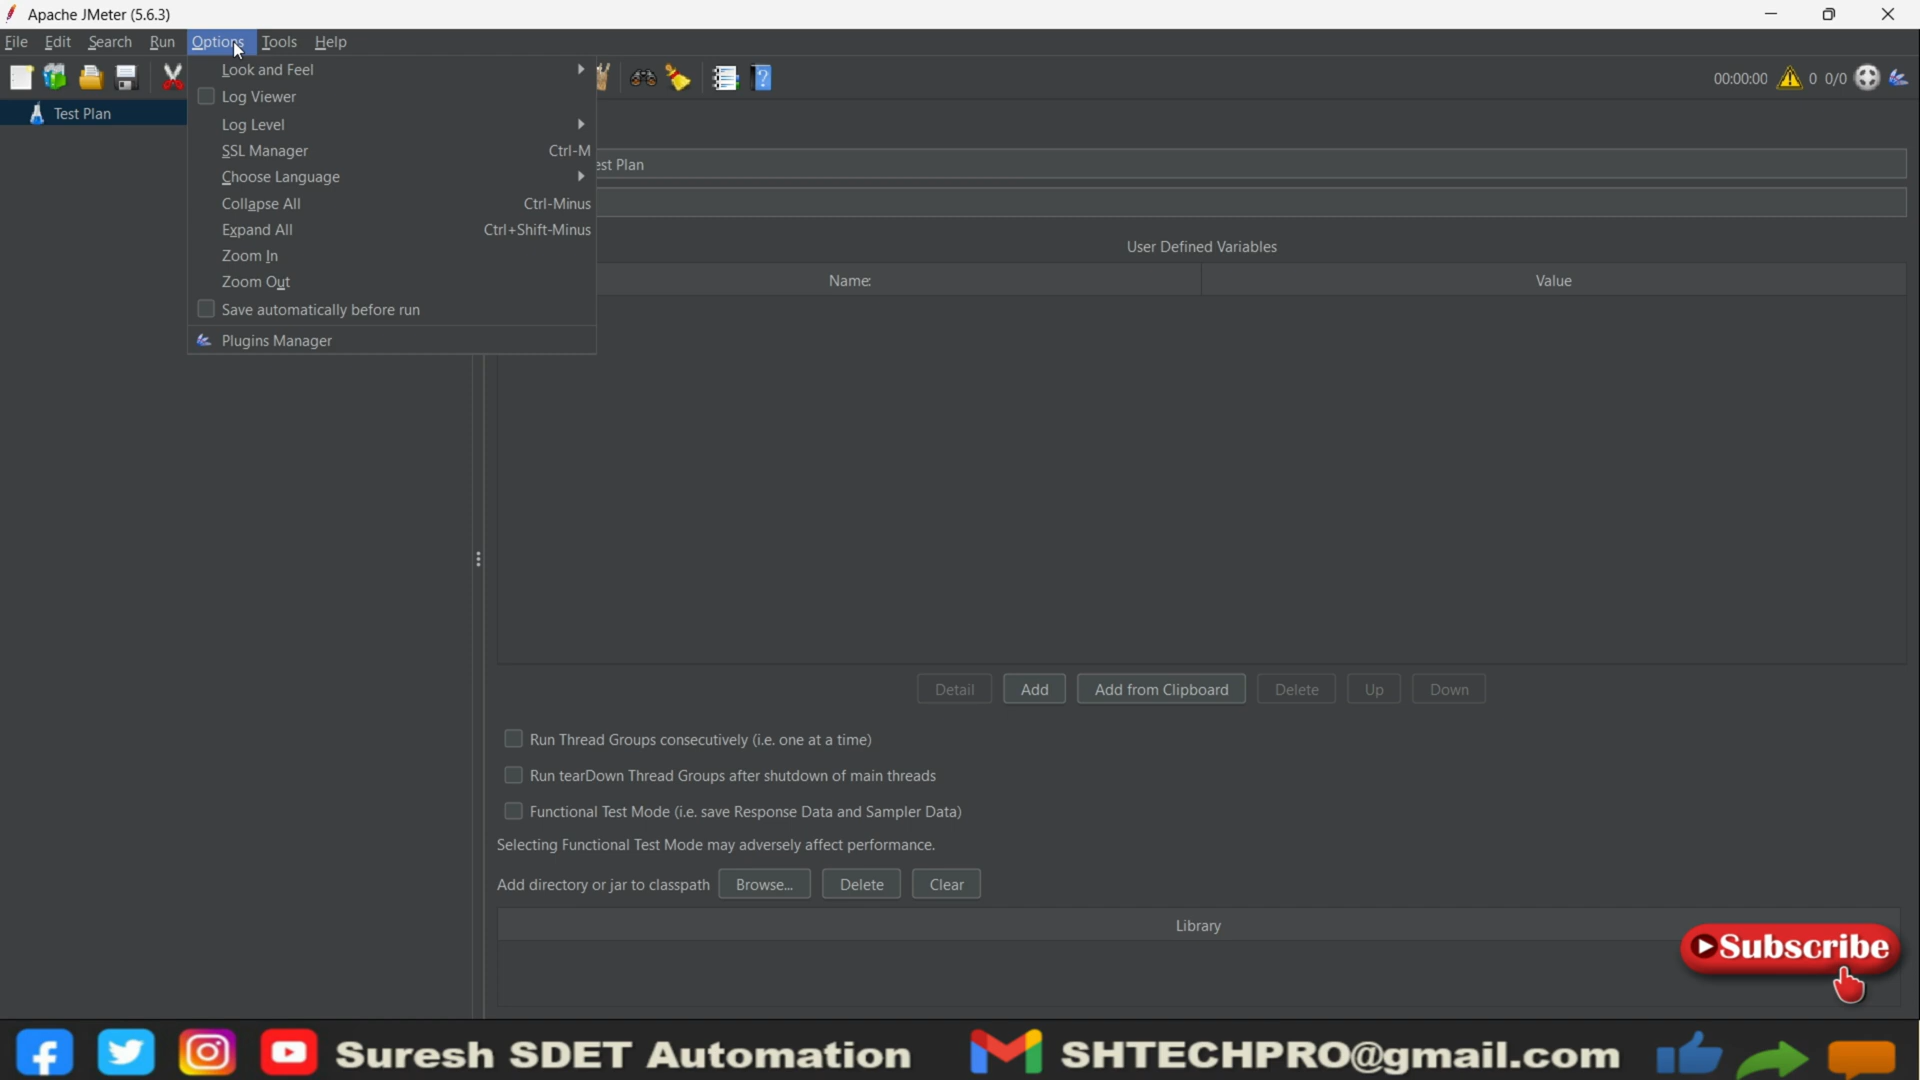 Apache JMeter (5.6.3)
File Edit Search Run Options Tools Help
00:00:00 0 0/0
Test Plan
Look and Feel
Log Viewer
Log Level
SSL Manager Ctrl-M
Choose Language
Collapse All Ctrl-Minus
Expand All Ctrl+Shift-Minus
Zoom In
Zoom Out
Save automatically before run
Plugins Manager
est Plan
User Defined Variables
Name: Value
Detail Add Add from Clipboard Delete Up Down
Run Thread Groups consecutively (i.e. one at a time)
Run tearDown Thread Groups after shutdown of main threads
Functional Test Mode (i.e. save Response Data and Sampler Data)
Selecting Functional Test Mode may adversely affect performance.
Add directory or jar to classpath Browse... Delete Clear
Library
Subscribe
Suresh SDET Automation SHTECHPRO@gmail.com